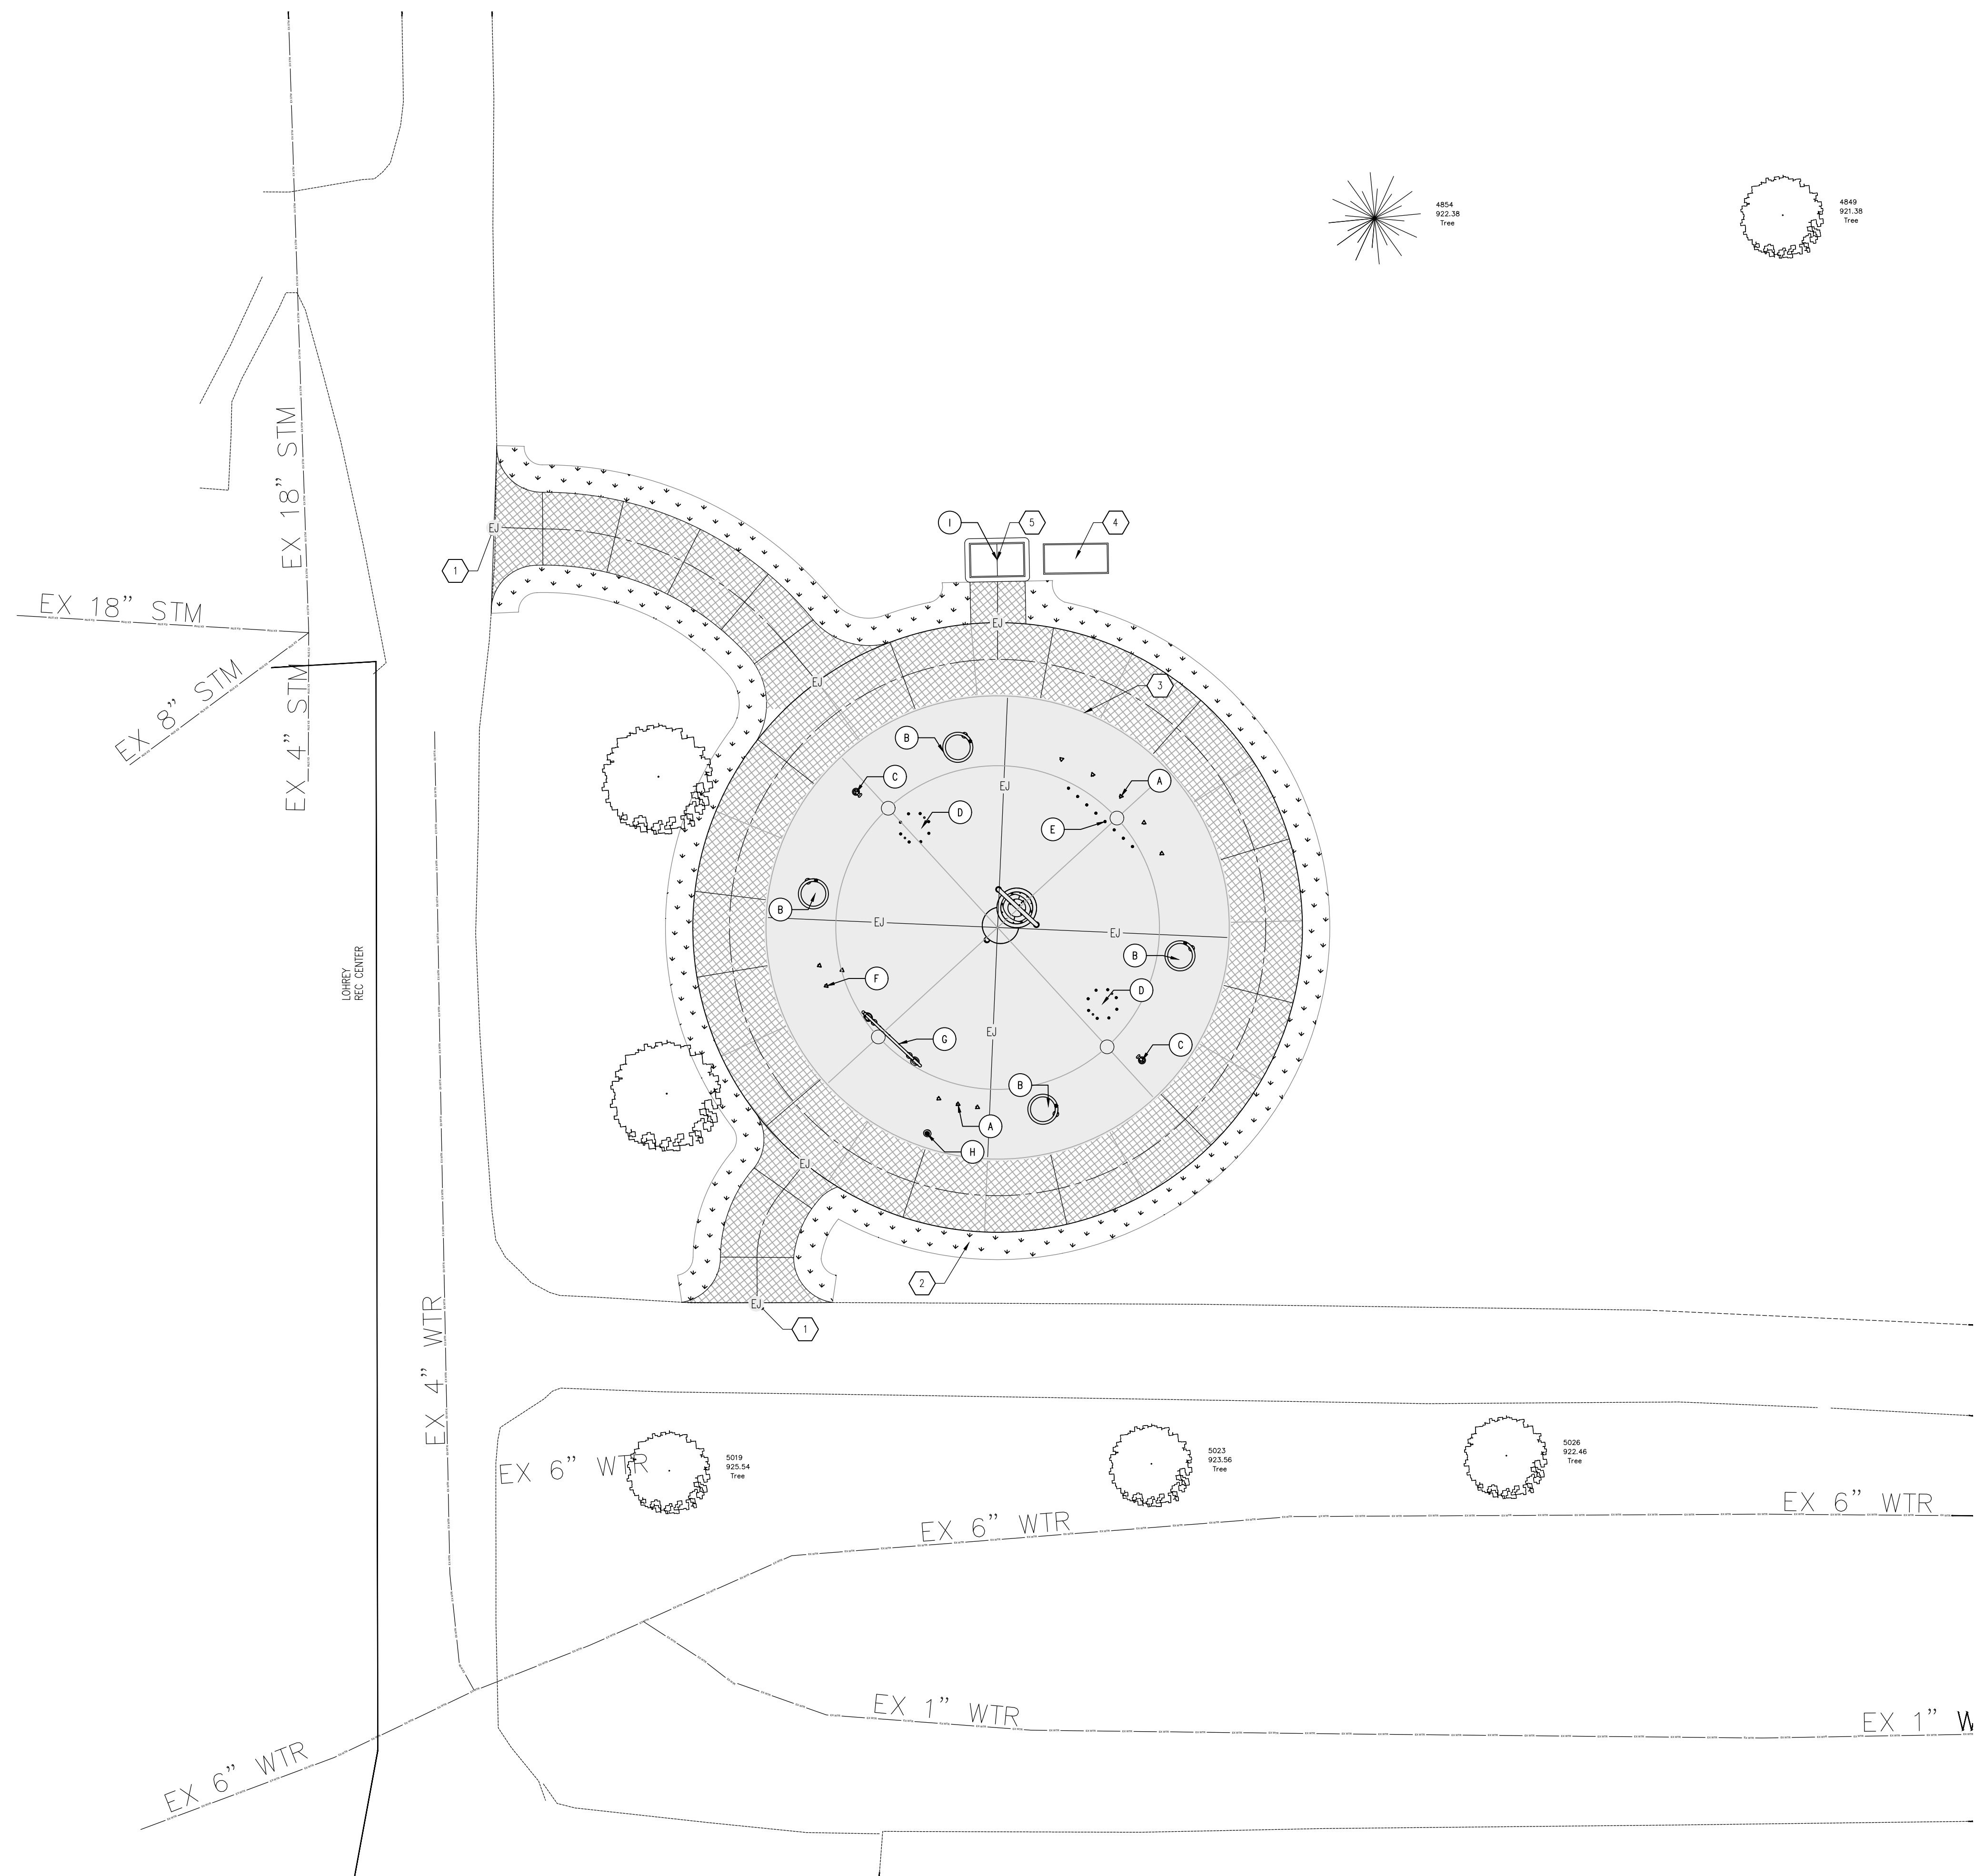 4854
922.38
Tree
4849
921.38
Tree
EX 18" STM
EX 18" STM
EX 8" STM
EX 4" STM
EJ
1
I
5
4
EJ
EJ
3
B
C
D
EJ
A
E
B
EJ
EJ
B
F
D
G
EJ
C
B
A
H
EJ
2
EJ
1
LOHREY
REC CENTER
EX 4" WTR
EX 6" WTR
5019
925.54
Tree
5023
923.56
Tree
5026
922.46
Tree
EX 6" WTR
EX 6" WTR
EX 1" WTR
EX 1" W
EX 6" WTR